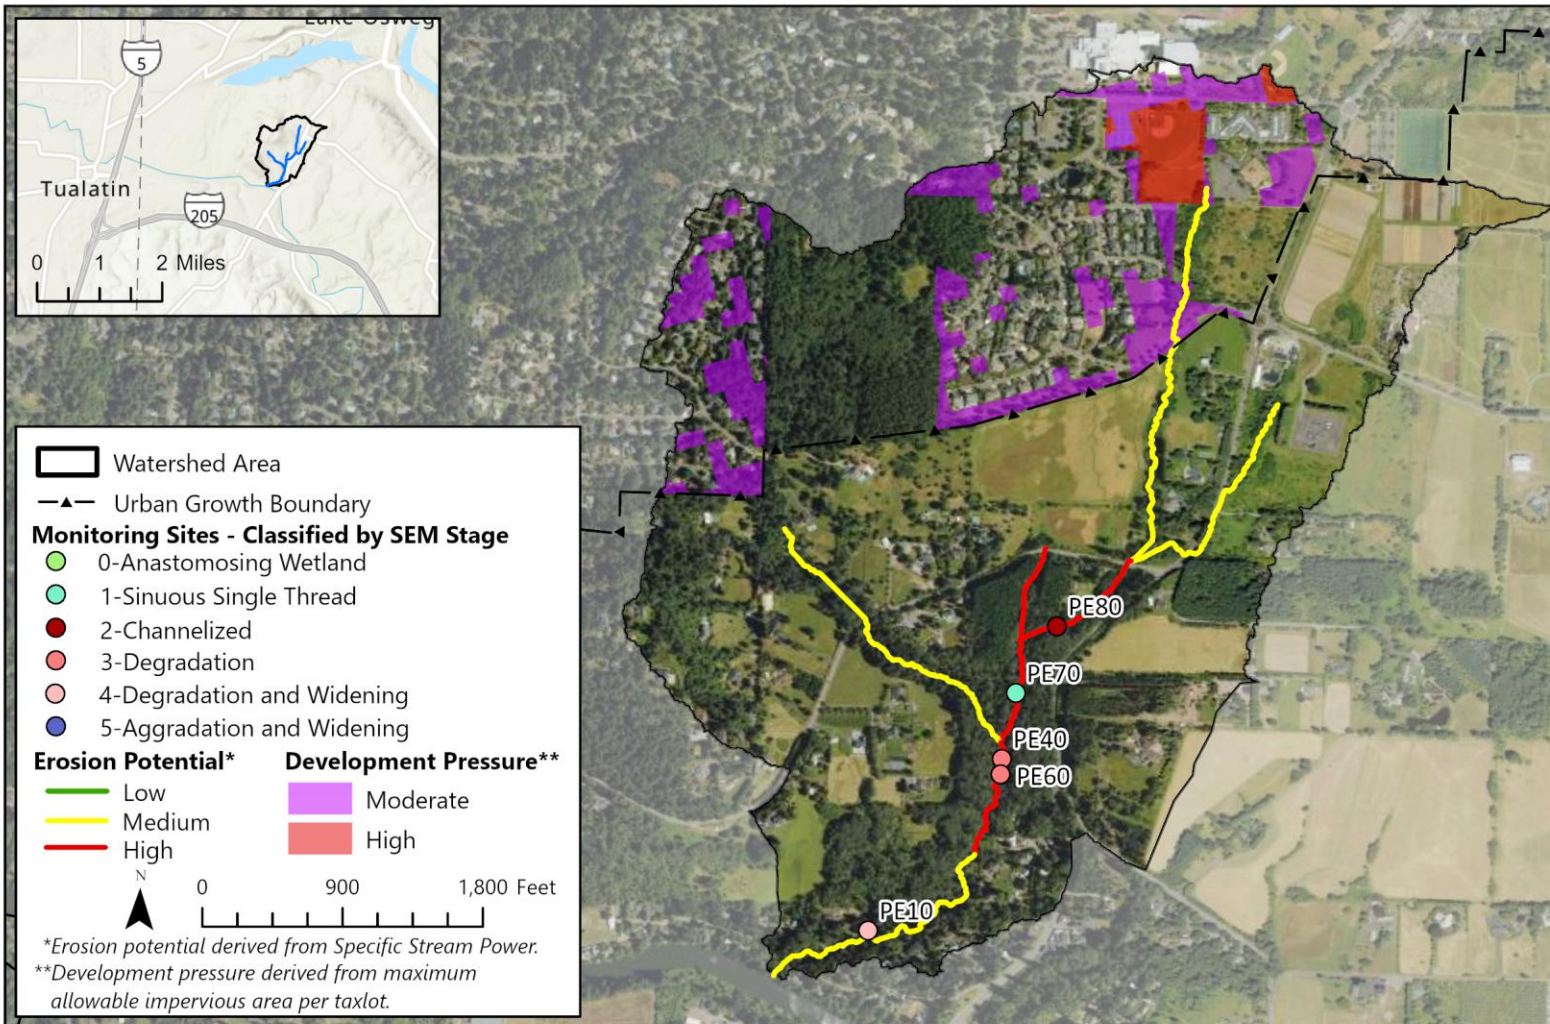 Lake Osweg
5
Tualatin
205
0 1 2 Miles
Watershed Area
Urban Growth Boundary
Monitoring Sites - Classified by SEM Stage
0-Anastomosing Wetland
1-Sinuous Single Thread
2-Channelized
3-Degradation
4-Degradation and Widening
5-Aggradation and Widening
Erosion Potential* Development Pressure**
Low
Moderate
Medium
High
High
N
0 900 1,800 Feet
*Erosion potential derived from Specific Stream Power.
**Development pressure derived from maximum
allowable impervious area per taxlot.
PE80
PE70
PE40
PE60
PE10